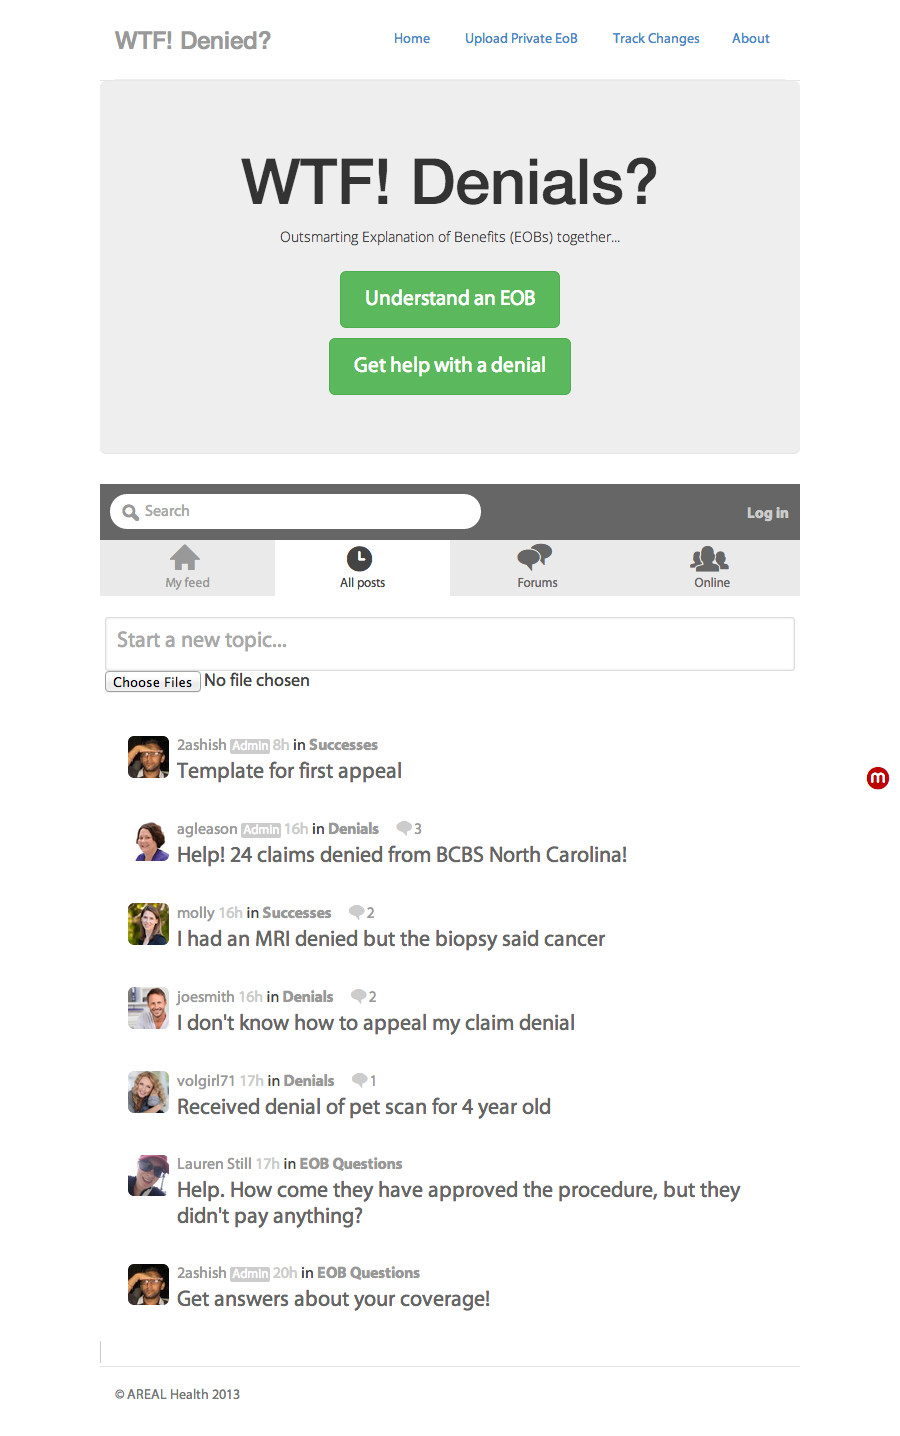 WTF! Denied?
Home Upload Private EoB Track Changes About
WTF! Denials?
Outsmarting Explanation of Benefits (EOBs) together...
Understand an EOB
Get help with a denial
Search Log in
My feed All posts Forums Online
Start a new topic...
Choose Files No file chosen
2ashish Admin 8h in Successes
Template for first appeal
m
agleason Admin 16h in Denials 3
Help! 24 claims denied from BCBS North Carolina!
molly 16h in Successes 2
I had an MRI denied but the biopsy said cancer
joesmith 16h in Denials 2
I don't know how to appeal my claim denial
volgirl71 17h in Denials 1
Received denial of pet scan for 4 year old
Lauren Still 17h in EOB Questions
Help. How come they have approved the procedure, but they
didn't pay anything?
2ashish Admin 20h in EOB Questions
Get answers about your coverage!
© AREAL Health 2013